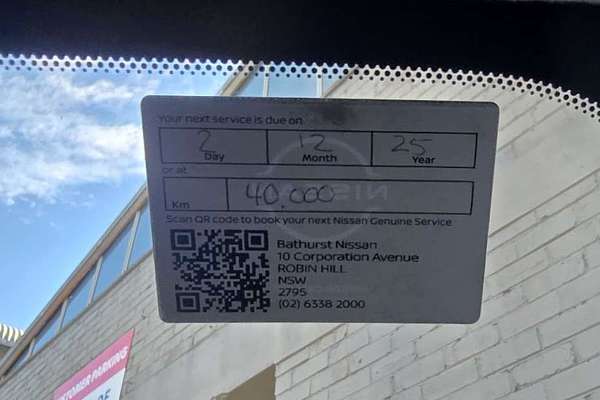 Your next service is due on
2 12 25
Day Month Year
or at
Km 40,000
Scan QR code to book your next Nissan Genuine Service
Bathurst Nissan
10 Corporation Avenue
ROBIN HILL
NSW
2795
(02) 6338 2000
CUSTOMER PARKING